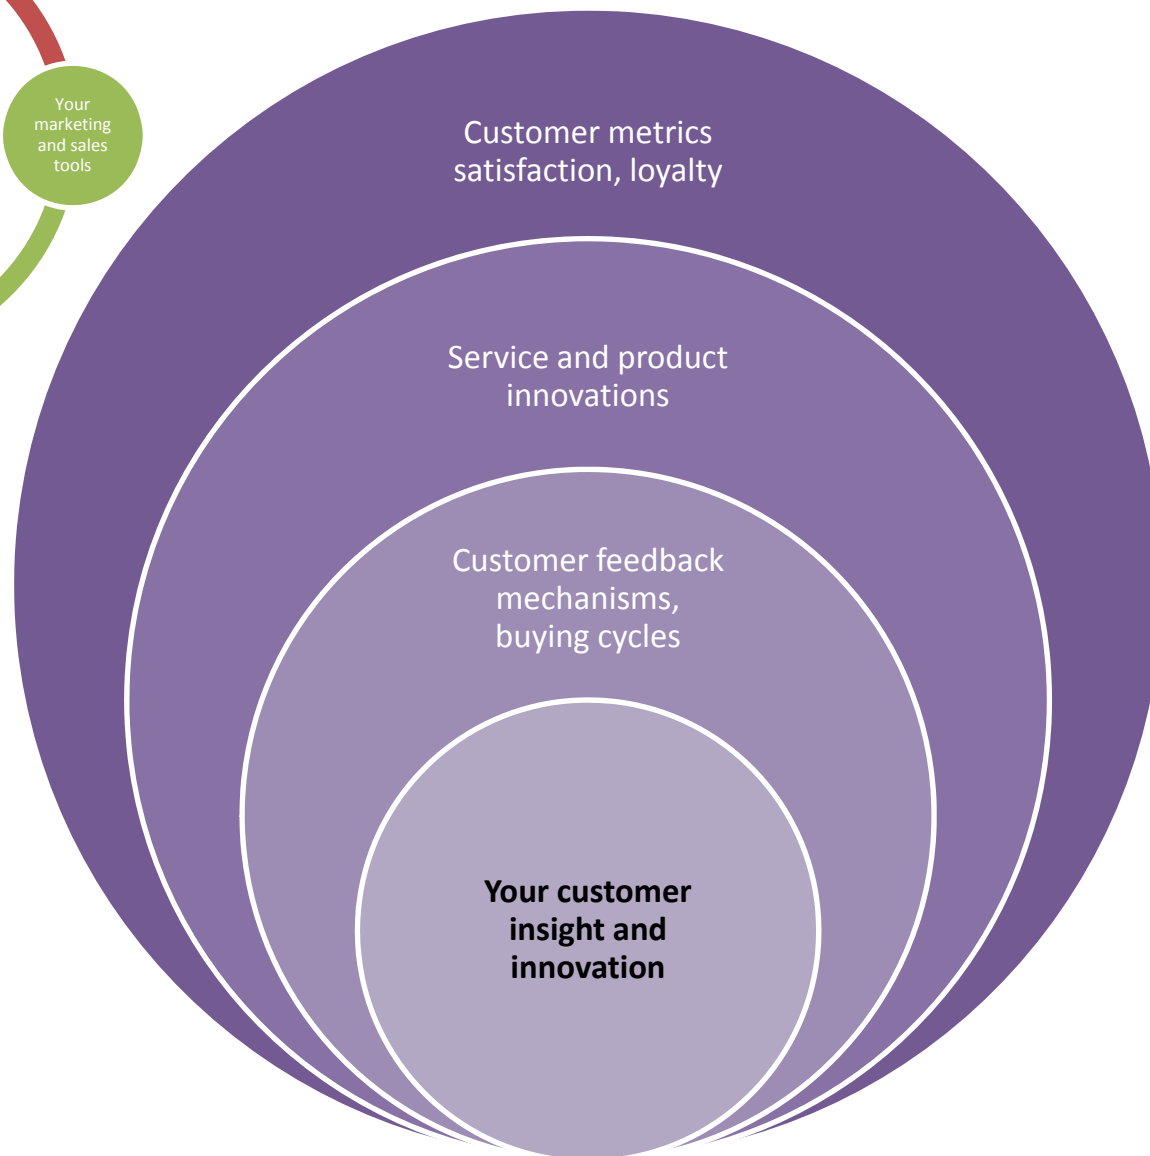 Your
marketing
and sales
tools
Customer metrics
satisfaction, loyalty
Service and product
innovations
Customer feedback
mechanisms,
buying cycles
Your customer
insight and
innovation